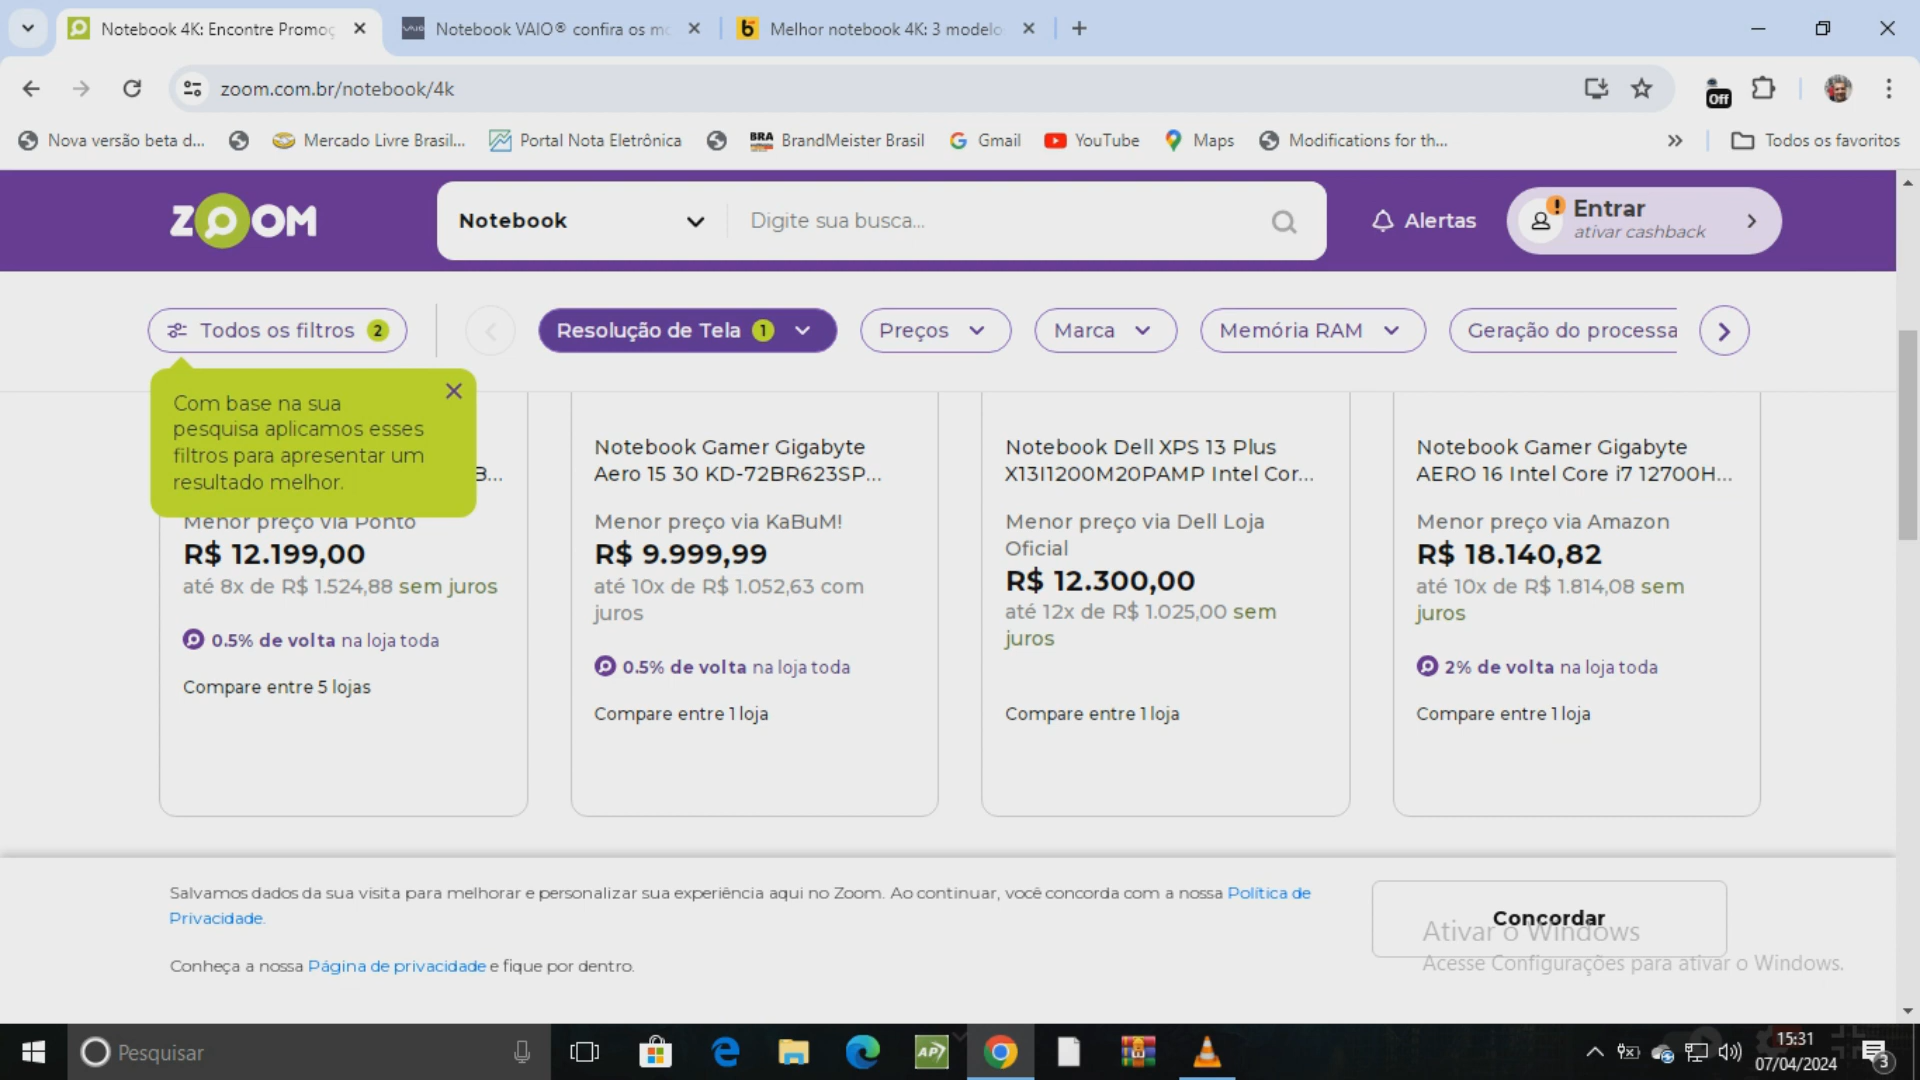 Notebook 4K: Encontre Promoç
Notebook VAIO® confira os mo
Melhor notebook 4K: 3 modelo
zoom.com.br/notebook/4k
Off
Nova versão beta d...
Mercado Livre Brasil...
Portal Nota Eletrônica
BRA
BrandMeister Brasil
Gmail
YouTube
Maps
Modifications for th...
Todos os favoritos
ZOOM
Notebook
Digite sua busca...
Alertas
Entrar
ativar cashback
Todos os filtros 2
Resolução de Tela 1
Preços
Marca
Memória RAM
Geração do processa
Com base na sua
pesquisa aplicamos esses
filtros para apresentar um
resultado melhor.
B...
Menor preço via Ponto
R$ 12.199,00
até 8x de R$ 1.524,88 sem juros
0.5% de volta na loja toda
Compare entre 5 lojas
Notebook Gamer Gigabyte
Aero 15 30 KD-72BR623SP...
Menor preço via KaBuM!
R$ 9.999,99
até 10x de R$ 1.052,63 com
juros
0.5% de volta na loja toda
Compare entre 1 loja
Notebook Dell XPS 13 Plus
X13I1200M20PAMP Intel Cor...
Menor preço via Dell Loja
Oficial
R$ 12.300,00
até 12x de R$ 1.025,00 sem
juros
Compare entre 1 loja
Notebook Gamer Gigabyte
AERO 16 Intel Core i7 12700H...
Menor preço via Amazon
R$ 18.140,82
até 10x de R$ 1.814,08 sem
juros
2% de volta na loja toda
Compare entre 1 loja
Salvamos dados da sua visita para melhorar e personalizar sua experiência aqui no Zoom. Ao continuar, você concorda com a nossa Política de
Privacidade.
Conheça a nossa Página de privacidade e fique por dentro.
Concordar
Ativar o Windows
Acesse Configurações para ativar o Windows.
Pesquisar
15:31
07/04/2024
3